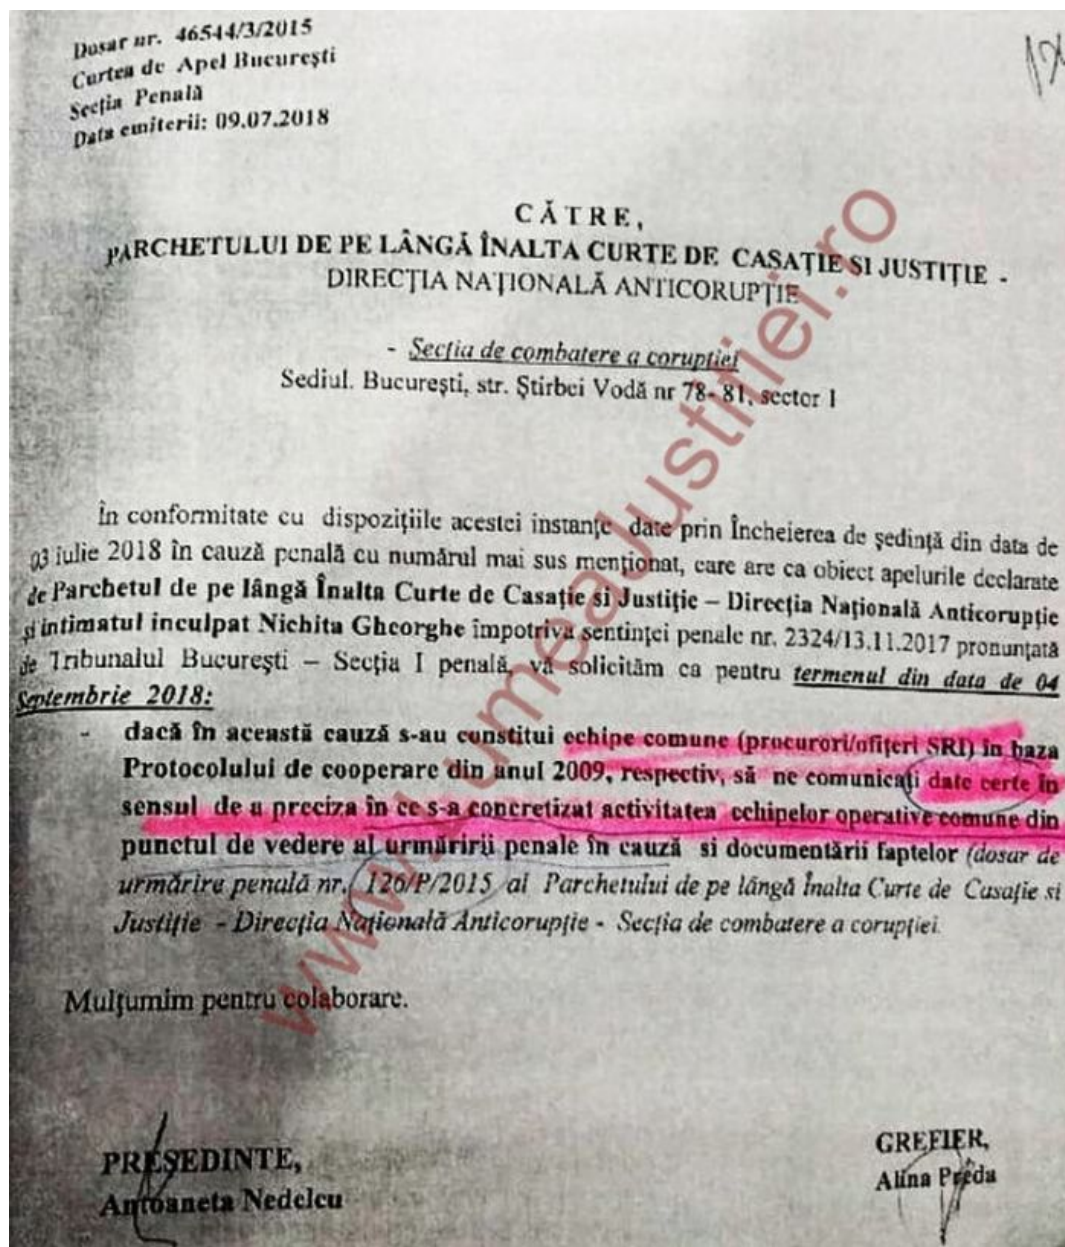 Dosar nr. 46544/3/2015
Curtea de Apel București
Secția Penală
Data emiterii: 09.07.2018
CĂTRE,
PARCHETULUI DE PE LÂNGĂ ÎNALTA CURTE DE CASAȚIE SI JUSTIȚIE -
DIRECȚIA NAȚIONALĂ ANTICORUPȚIE
- Secția de combatere a corupției
Sediul. București, str. Știrbei Vodă nr 78- 81, sector 1
În conformitate cu dispozițiile acestei instanțe date prin Încheierea de ședință din data de
03 iulie 2018 în cauză penală cu numărul mai sus menționat, care are ca obiect apelurile declarate
de Parchetul de pe lângă Înalta Curte de Casație si Justiție – Direcția Națională Anticorupție
și intimatul inculpat Nichita Gheorghe împotriva sentinței penale nr. 2324/13.11.2017 pronunțată
de Tribunalul București – Secția I penală, vă solicităm ca pentru termenul din data de 04
Septembrie 2018:
- dacă în această cauză s-au constitui echipe comune (procurori/ofițeri SRI) în baza
Protocolului de cooperare din anul 2009, respectiv, să ne comunicați date certe în
sensul de a preciza în ce s-a concretizat activitatea echipelor operative comune din
punctul de vedere al urmăririi penale în cauză si documentării faptelor (dosar de
urmărire penală nr. 126/P/2015 al Parchetului de pe lângă Înalta Curte de Casație si
Justiție - Direcția Națională Anticorupție - Secția de combatere a corupției.
Mulțumim pentru colaborare.
PREȘEDINTE,
Antoaneta Nedelcu
GREFIER,
Alina Preda
www.lumeajustitiei.ro